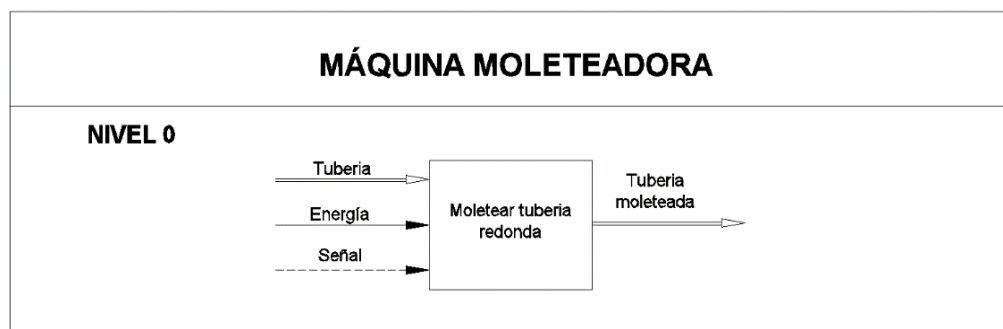 MÁQUINA MOLETEADORA
NIVEL 0
Tuberia
Energía
Señal
Moletear tuberia
redonda
Tuberia
moleteada